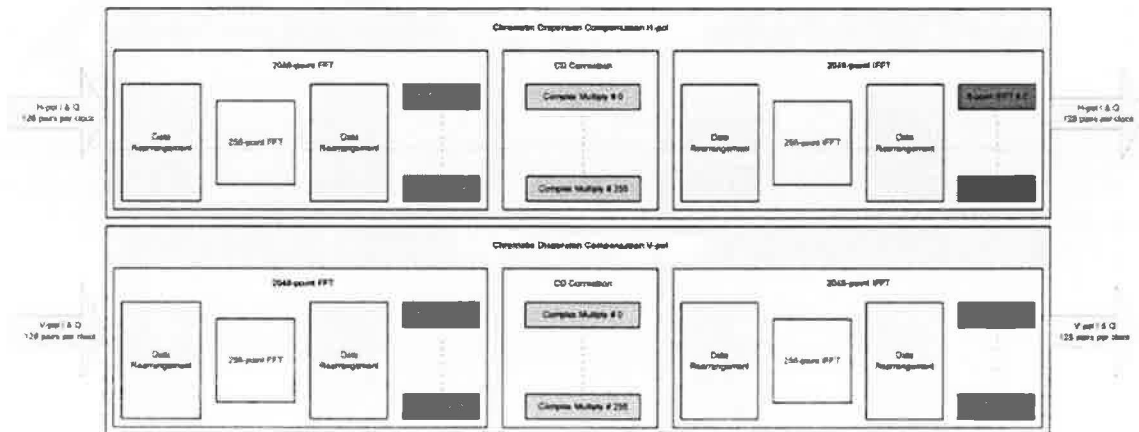 Chromatic Dispersion Compensation H-pol
2048-point FFT
CD Correction
2048-point IFFT
H-pol I & Q
128 pairs per clock
Data
Rearrangement
256-point FFT
Data
Rearrangement
Complex Multiply # 0
Complex Multiply # 255
Data
Rearrangement
256-point IFFT
Data
Rearrangement
H-pol I & Q
128 pairs per clock
Chromatic Dispersion Compensation V-pol
2048-point FFT
CD Correction
2048-point IFFT
V-pol I & Q
128 pairs per clock
Data
Rearrangement
256-point FFT
Data
Rearrangement
Complex Multiply # 0
Complex Multiply # 255
Data
Rearrangement
256-point IFFT
Data
Rearrangement
V-pol I & Q
128 pairs per clock